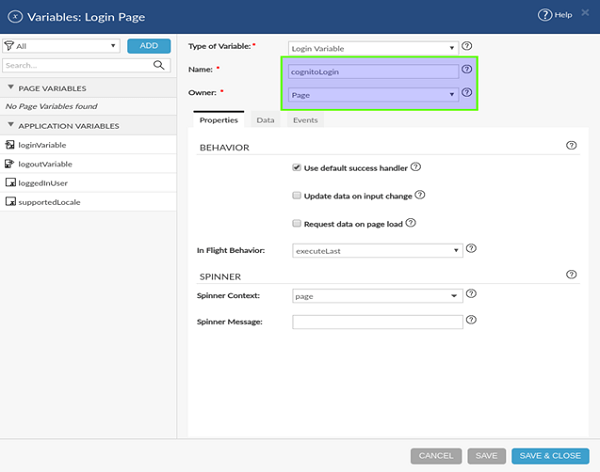 Variables: Login Page
Help
All
ADD
Search...
PAGE VARIABLES
No Page Variables found
APPLICATION VARIABLES
loginVariable
logoutVariable
loggedInUser
supportedLocale
Type of Variable:*
Login Variable
Name: *
cognitoLogin
Owner: *
Page
Properties Data Events
BEHAVIOR
Use default success handler
Update data on input change
Request data on page load
In Flight Behavior:
executeLast
SPINNER
Spinner Context:
page
Spinner Message:
CANCEL SAVE SAVE & CLOSE